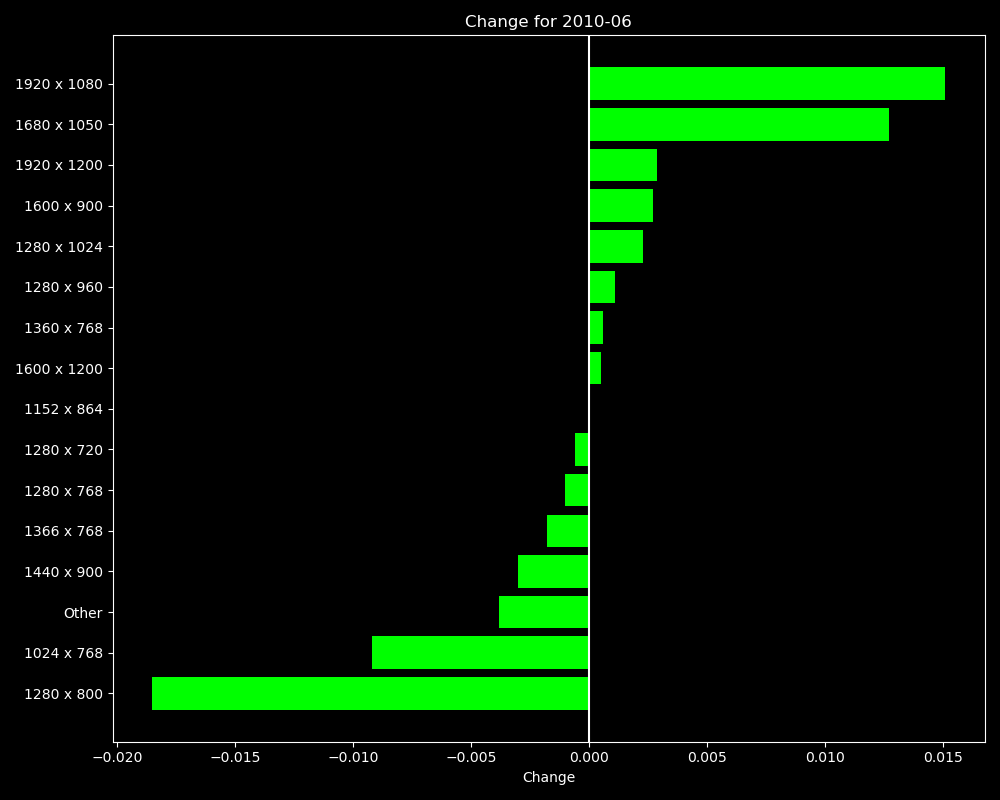 Change for 2010-06
1920 x 1080
1680 x 1050
1920 x 1200
1600 x 900
1280 x 1024
1280 x 960
1360 x 768
1600 x 1200
1152 x 864
1280 x 720
1280 x 768
1366 x 768
1440 x 900
Other
1024 x 768
1280 x 800
−0.020 −0.015 −0.010 −0.005 0.000 0.005 0.010 0.015
Change